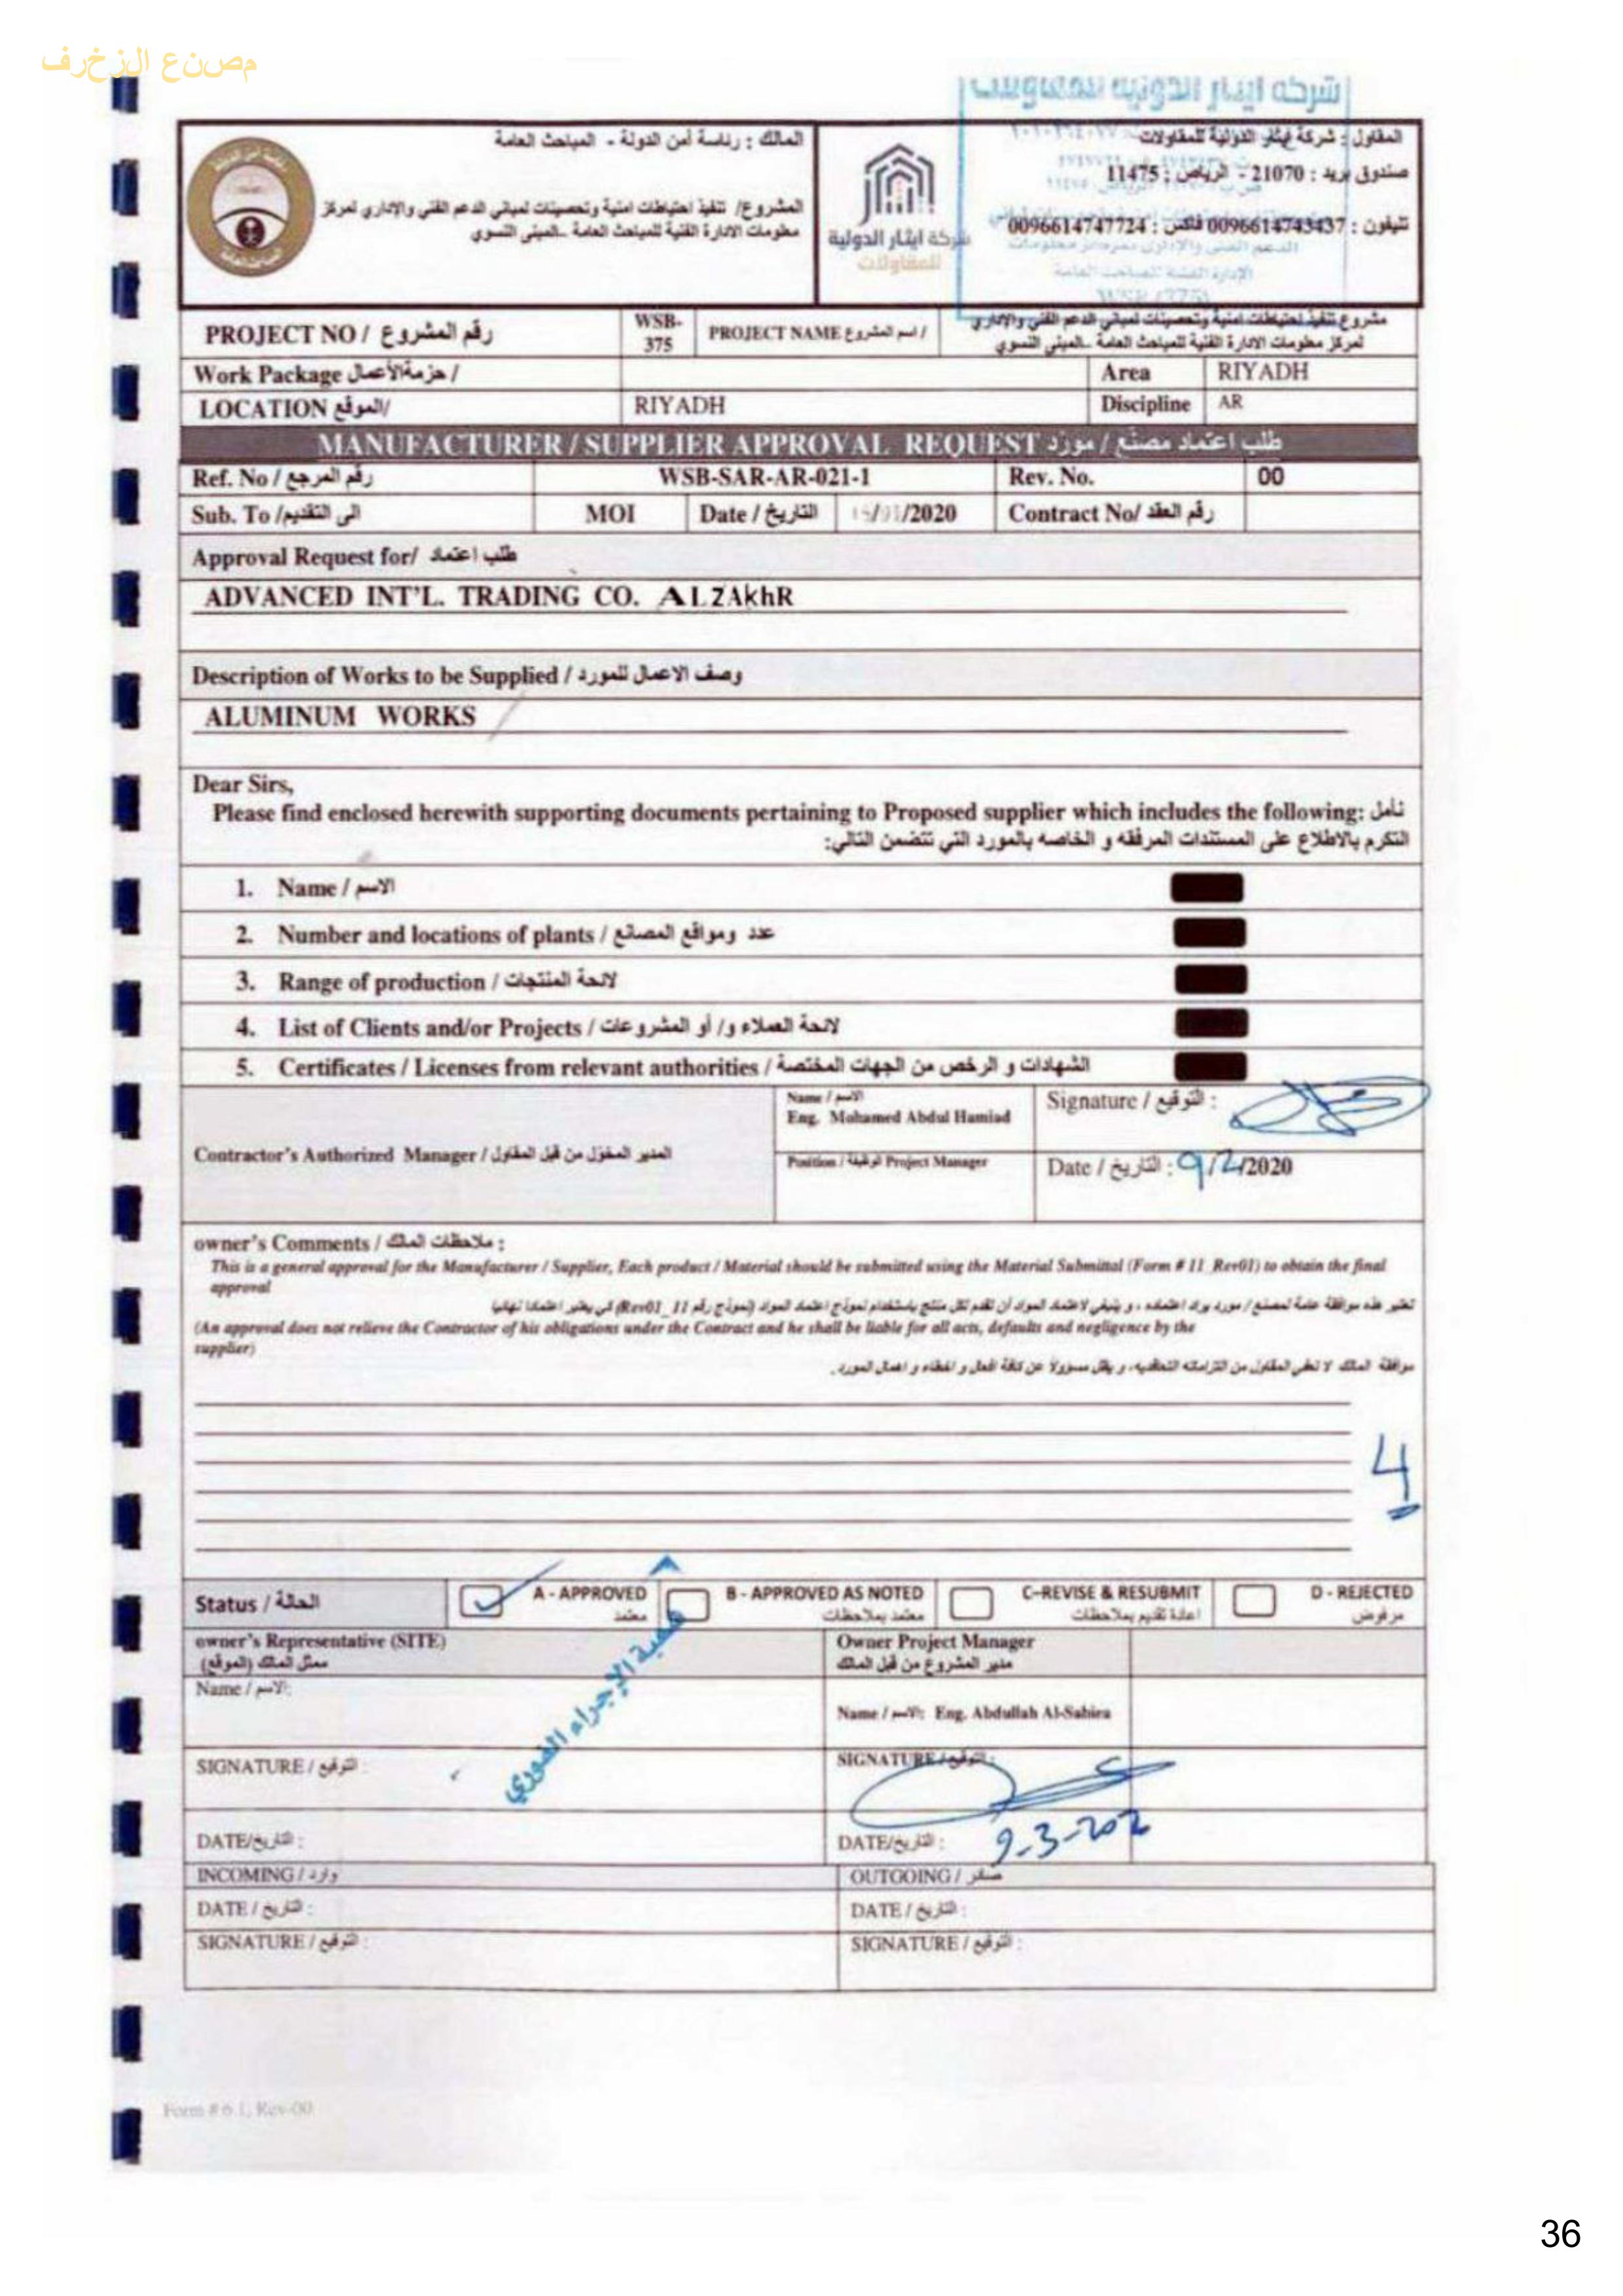 مصنع الزخرف
شركة ايثار الدولية للمقاولات
المالك : رئاسة أمن الدولة - المباحث العامة
المشروع/ تنفيذ احتياطات امنية وتحصينات لمباني الدعم الفني والإداري لمركز
معلومات الادارة الفنية للمباحث العامة -المبنى النسوي
شركة ايثار الدولية
للمقاولات
المقاول : شركة إيثار الدولية للمقاولات
صندوق بريد : 21070 - الرياض : 11475
تليفون : 0096614743437 فاكس : 0096614747724
PROJECT NO / رقم المشروع
WSB-
375
PROJECT NAME اسم المشروع /
مشروع تنفيذ احتياطات امنية وتحصينات لمباني الدعم الفني والإداري
لمركز معلومات الادارة الفنية للمباحث العامة -المبنى النسوي
Work Package حزمةالأعمال / Area RIYADH
LOCATION الموقع/ RIYADH Discipline AR
MANUFACTURER / SUPPLIER APPROVAL REQUEST طلب اعتماد مصنّع / مورّد
Ref. No / رقم المرجع WSB-SAR-AR-021-1 Rev. No. 00
Sub. To /الى التقديم MOI Date / التاريخ /2020 Contract No/ رقم العقد
Approval Request for/ طلب اعتماد
ADVANCED INT'L. TRADING CO. ALZAkhR
Description of Works to be Supplied / وصف الاعمال للمورد
ALUMINUM WORKS
Dear Sirs,
Please find enclosed herewith supporting documents pertaining to Proposed supplier which includes the following: نأمل
التكرم بالاطلاع على المستندات المرفقه و الخاصه بالمورد التي تتضمن التالي:
1. Name / الاسم
2. Number and locations of plants / عدد ومواقع المصانع
3. Range of production / لائحة المنتجات
4. List of Clients and/or Projects / لائحة العملاء و/ أو المشروعات
5. Certificates / Licenses from relevant authorities / الشهادات و الرخص من الجهات المختصة
Contractor's Authorized Manager / المدير المخوّل من قبل المقاول
Name / الاسم
Eng. Mohamed Abdul Hamiad
Position / الوظيفة Project Manager
Signature / التوقيع :
Date / التاريخ : 9/2/2020
owner's Comments / ملاحظات المالك :
This is a general approval for the Manufacturer / Supplier, Each product / Material should be submitted using the Material Submittal (Form # 11_Rev01) to obtain the final
approval
تعتبر هذه موافقة عامة لمصنع / مورد يراد اعتماده ، و ينبغي لاعتماد المواد أن تقدم لكل منتج باستخدام نموذج اعتماد المواد (نموذج رقم 11_Rev01) كي يعتبر اعتمادا نهائيا
(An approval does not relieve the Contractor of his obligations under the Contract and he shall be liable for all acts, defaults and negligence by the
supplier)
موافقة المالك لا تعفي المقاول من التزاماته التعاقدية، و يظل مسؤولاً عن كافة افعال و اخطاء و اهمال المورد.
4
Status / الحالة
A - APPROVED
معتمد
B - APPROVED AS NOTED
معتمد بملاحظات
C-REVISE & RESUBMIT
اعادة تقديم بملاحظات
D - REJECTED
مرفوض
owner's Representative (SITE)
ممثل المالك (الموقع)
Owner Project Manager
مدير المشروع من قبل المالك
Name / الاسم:
Name / الاسم: Eng. Abdullah Al-Sabiea
الإجراء الفوري
SIGNATURE / التوقيع :
SIGNATURE / التوقيع :
DATE/التاريخ :
DATE/التاريخ : 9-3-202
INCOMING / وارد
OUTGOING / صادر
DATE / التاريخ :
DATE / التاريخ :
SIGNATURE / التوقيع :
SIGNATURE / التوقيع :
Form # 6.1, Rev-00
36